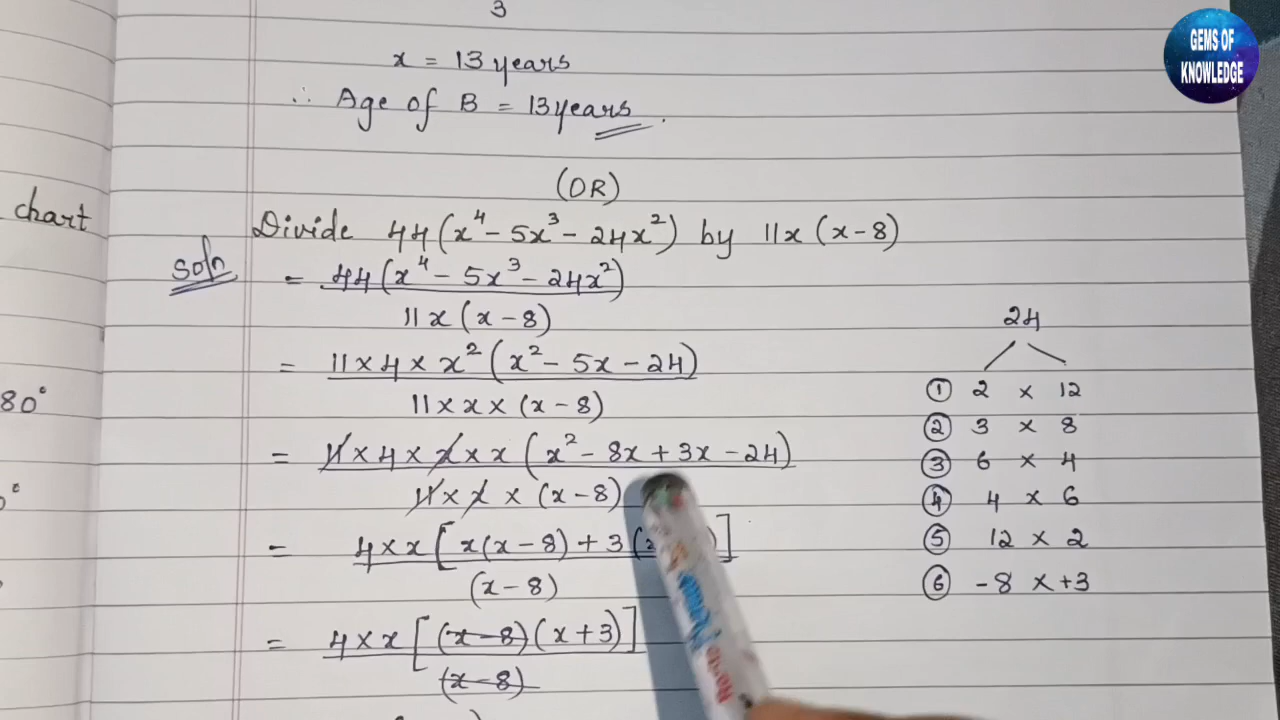 3
x = 13 years
∴ Age of B = 13 years.
(OR)
chart
Divide 44(x⁴ - 5x³ - 24x²) by 11x(x-8)
Soln
= 44(x⁴ - 5x³ - 24x²)
11x(x-8)
= 11 × 4 × x²(x² - 5x - 24)
11 × x × (x-8)
80°
= 11 × 4 × x × x (x² - 8x + 3x - 24)
11 × x × (x-8)
= 4 × x [x(x-8) + 3( )]
(x-8)
= 4 × x [(x-8)(x+3)]
(x-8)
24
① 2 × 12
② 3 × 8
③ 6 × 4
④ 4 × 6
⑤ 12 × 2
⑥ -8 × +3
GEMS OF
KNOWLEDGE